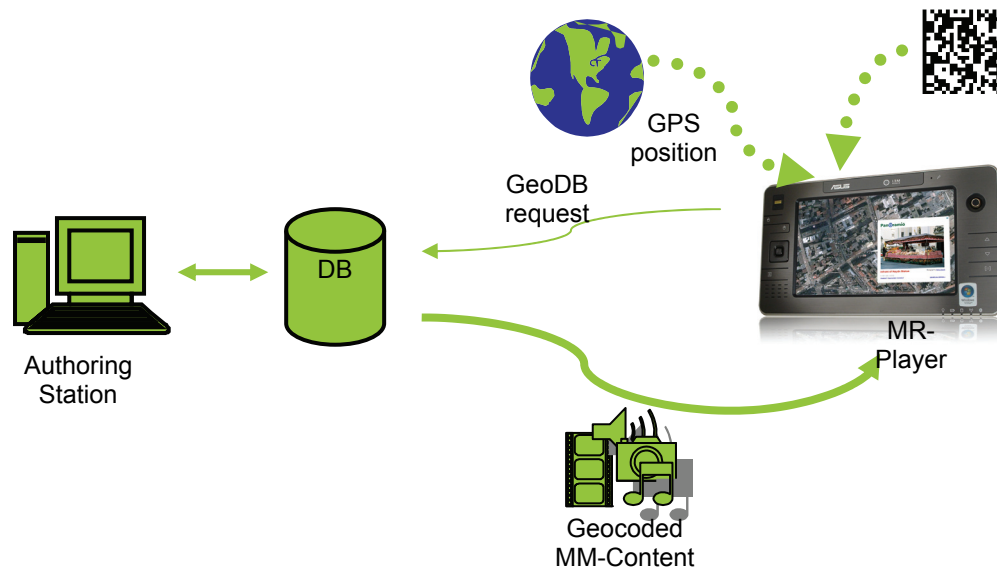 GPS
position
GeoDB
request
ASUS
DB
Authoring
Station
MR-
Player
Geocoded
MM-Content